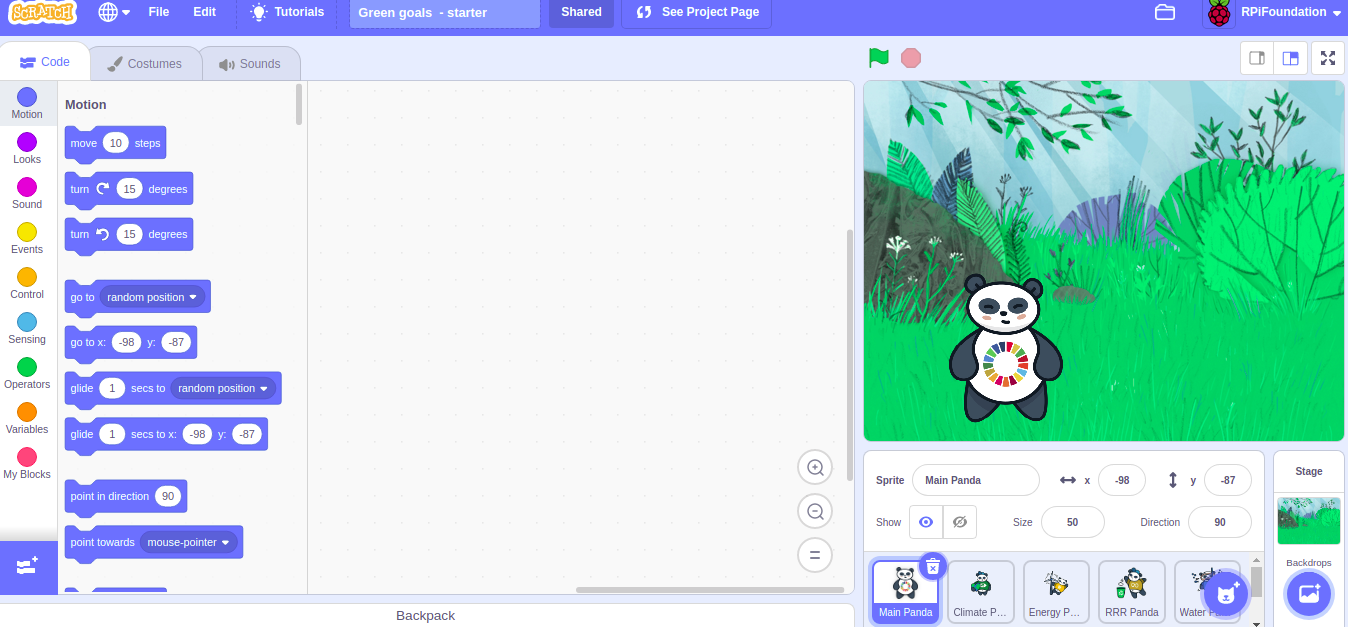 SCRATCH File Edit Tutorials Green goals - starter Shared See Project Page RPiFoundation
Code Costumes Sounds
Motion
Looks
Sound
Events
Control
Sensing
Operators
Variables
My Blocks
Motion
move 10 steps
turn 15 degrees
turn 15 degrees
go to random position
go to x: -98 y: -87
glide 1 secs to random position
glide 1 secs to x: -98 y: -87
point in direction 90
point towards mouse-pointer
Backpack
Sprite Main Panda x -98 y -87
Show Size 50 Direction 90
Main Panda Climate P... Energy P... RRR Panda Water
Stage
Backdrops